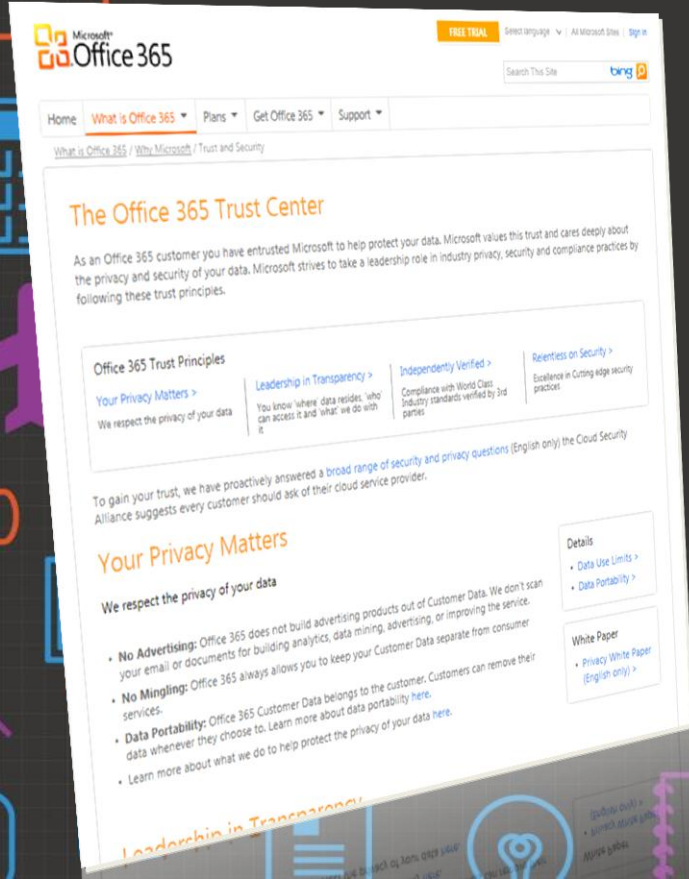 Microsoft®
Office 365
FREE TRIAL
Select language | All Microsoft Sites | Sign in
Search This Site
bing
Home
What is Office 365
Plans
Get Office 365
Support
What is Office 365 / Why Microsoft / Trust and Security
The Office 365 Trust Center
As an Office 365 customer you have entrusted Microsoft to help protect your data. Microsoft values this trust and cares deeply about
the privacy and security of your data. Microsoft strives to take a leadership role in industry privacy, security and compliance practices by
following these trust principles.
Office 365 Trust Principles
Your Privacy Matters >
We respect the privacy of your data
Leadership in Transparency >
You know 'where' data resides, 'who'
can access it and 'what' we do with
it
Independently Verified >
Compliance with World Class
Industry standards verified by 3rd
parties
Relentless on Security >
Excellence in Cutting edge security
practices
To gain your trust, we have proactively answered a broad range of security and privacy questions (English only) the Cloud Security
Alliance suggests every customer should ask of their cloud service provider.
Your Privacy Matters
We respect the privacy of your data
• No Advertising: Office 365 does not build advertising products out of Customer Data. We don't scan
your email or documents for building analytics, data mining, advertising, or improving the service.
• No Mingling: Office 365 always allows you to keep your Customer Data separate from consumer
services.
• Data Portability: Office 365 Customer Data belongs to the customer. Customers can remove their
data whenever they choose to. Learn more about data portability here.
• Learn more about what we do to help protect the privacy of your data here.
Details
• Data Use Limits >
• Data Portability >
White Paper
• Privacy White Paper
(English only) >
Leadership in Transparency